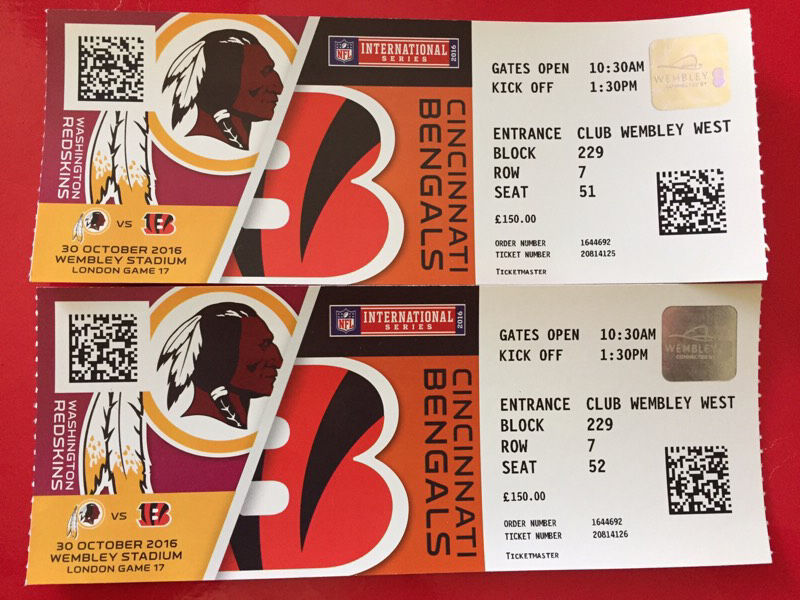 WASHINGTON
REDSKINS
VS
30 OCTOBER 2016
WEMBLEY STADIUM
LONDON GAME 17
NFL
INTERNATIONAL
SERIES
2016
CINCINNATI
BENGALS
GATES OPEN 10:30AM
KICK OFF 1:30PM
WEMBLEY
CONNECTED BY
ENTRANCE CLUB WEMBLEY WEST
BLOCK 229
ROW 7
SEAT 51
£150.00
ORDER NUMBER 1644692
TICKET NUMBER 20814125
TICKETMASTER
WASHINGTON
REDSKINS
VS
30 OCTOBER 2016
WEMBLEY STADIUM
LONDON GAME 17
NFL
INTERNATIONAL
SERIES
2016
CINCINNATI
BENGALS
GATES OPEN 10:30AM
KICK OFF 1:30PM
WEMBLEY
CONNECTED BY
ENTRANCE CLUB WEMBLEY WEST
BLOCK 229
ROW 7
SEAT 52
£150.00
ORDER NUMBER 1644692
TICKET NUMBER 20814126
TICKETMASTER